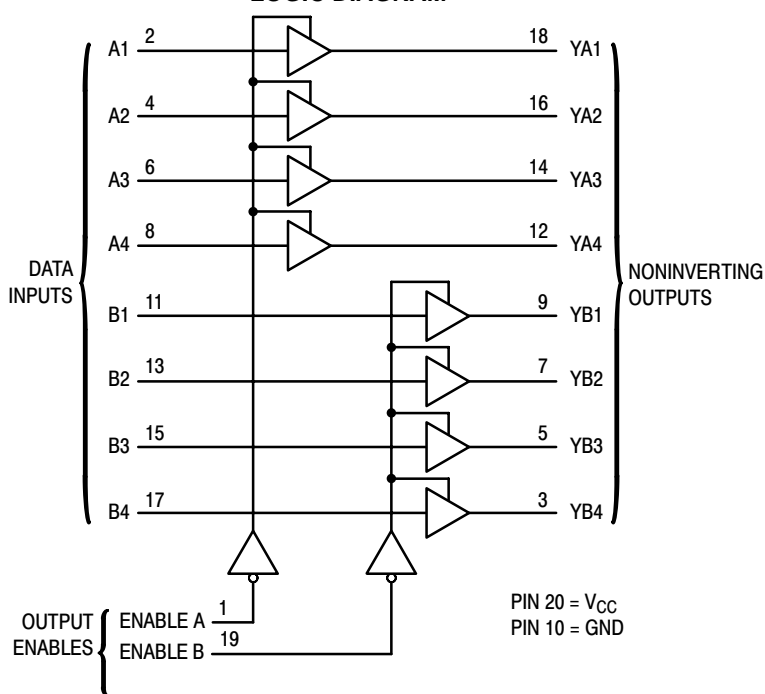 LOGIC DIAGRAM
A1 2 18 YA1
A2 4 16 YA2
A3 6 14 YA3
A4 8 12 YA4
DATA
INPUTS
NONINVERTING
OUTPUTS
B1 11 9 YB1
B2 13 7 YB2
B3 15 5 YB3
B4 17 3 YB4
OUTPUT
ENABLES
ENABLE A 1
ENABLE B 19
PIN 20 = VCC
PIN 10 = GND